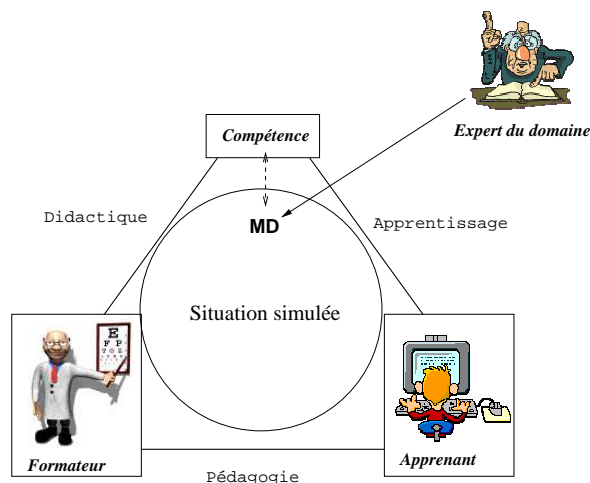 Expert du domaine
Compétence
Didactique
Apprentissage
MD
Situation simulée
E
F P
T O Z
Formateur
Apprenant
Pédagogie